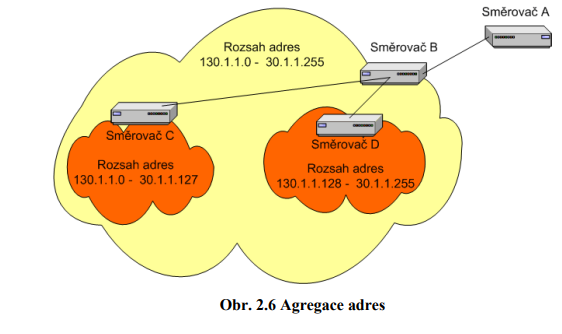 Směrovač A
Směrovač B
Rozsah adres
130.1.1.0 - 30.1.1.255
Směrovač C
Rozsah adres
130.1.1.0 - 30.1.1.127
Směrovač D
Rozsah adres
130.1.1.128 - 30.1.1.255
Obr. 2.6 Agregace adres